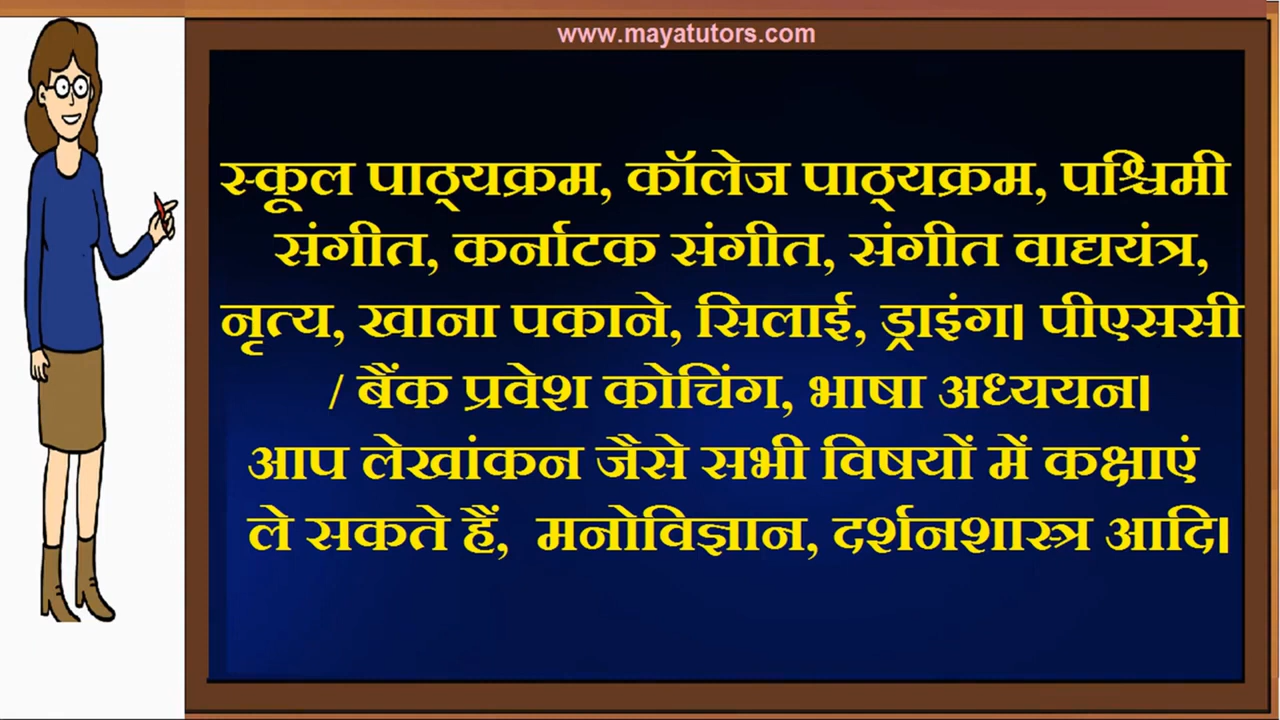 www.mayatutors.com
स्कूल पाठ्यक्रम, कॉलेज पाठ्यक्रम, पश्चिमी
संगीत, कर्नाटक संगीत, संगीत वाद्ययंत्र,
नृत्य, खाना पकाने, सिलाई, ड्राइंग। पीएससी
/ बैंक प्रवेश कोचिंग, भाषा अध्ययन।
आप लेखांकन जैसे सभी विषयों में कक्षाएं
ले सकते हैं, मनोविज्ञान, दर्शनशास्त्र आदि।